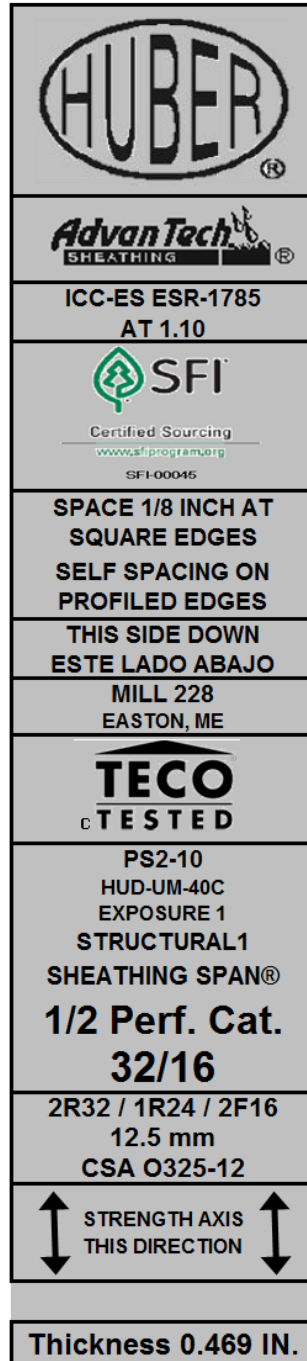 HUBER
®
AdvanTech
SHEATHING ®
ICC-ES ESR-1785
AT 1.10
SFI
Certified Sourcing
www.sfiprogram.org
SFI-00045
SPACE 1/8 INCH AT
SQUARE EDGES
SELF SPACING ON
PROFILED EDGES
THIS SIDE DOWN
ESTE LADO ABAJO
MILL 228
EASTON, ME
TECO
c TESTED
PS2-10
HUD-UM-40C
EXPOSURE 1
STRUCTURAL1
SHEATHING SPAN®
1/2 Perf. Cat.
32/16
2R32 / 1R24 / 2F16
12.5 mm
CSA O325-12
STRENGTH AXIS
THIS DIRECTION
Thickness 0.469 IN.